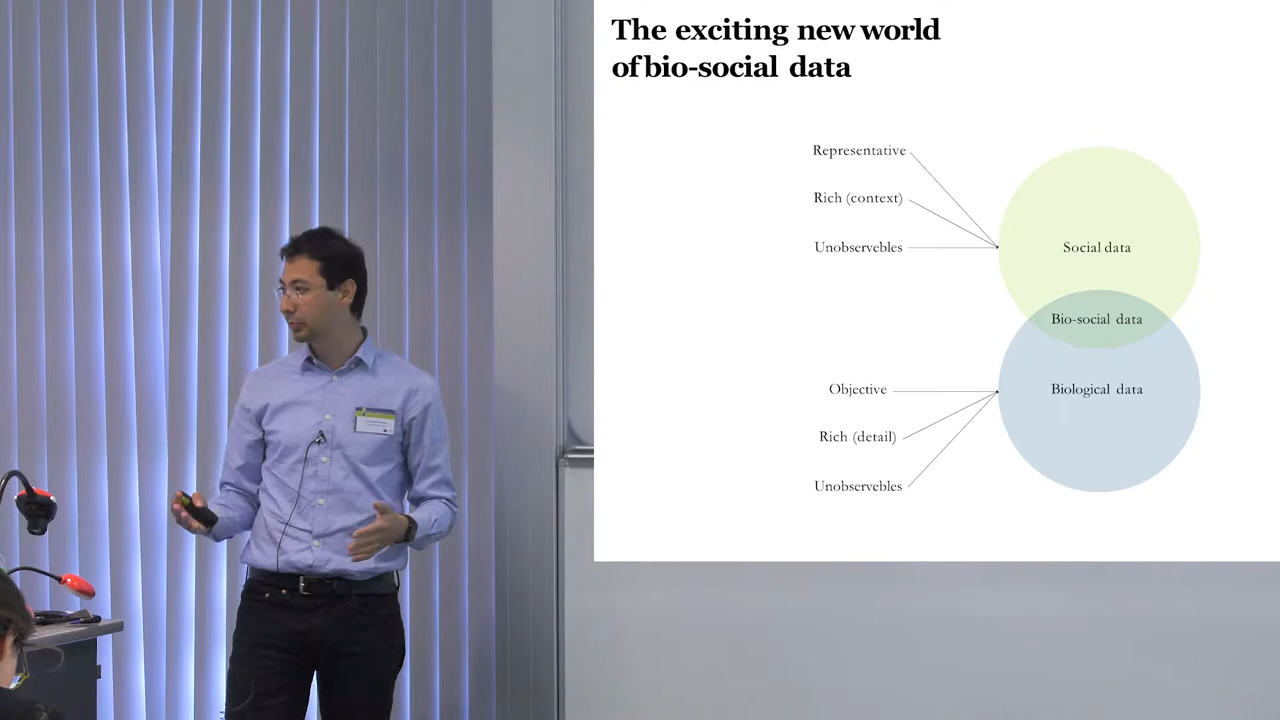 The exciting new world
of bio-social data
Representative
Rich (context)
Unobservebles
Social data
Bio-social data
Objective
Biological data
Rich (detail)
Unobservebles